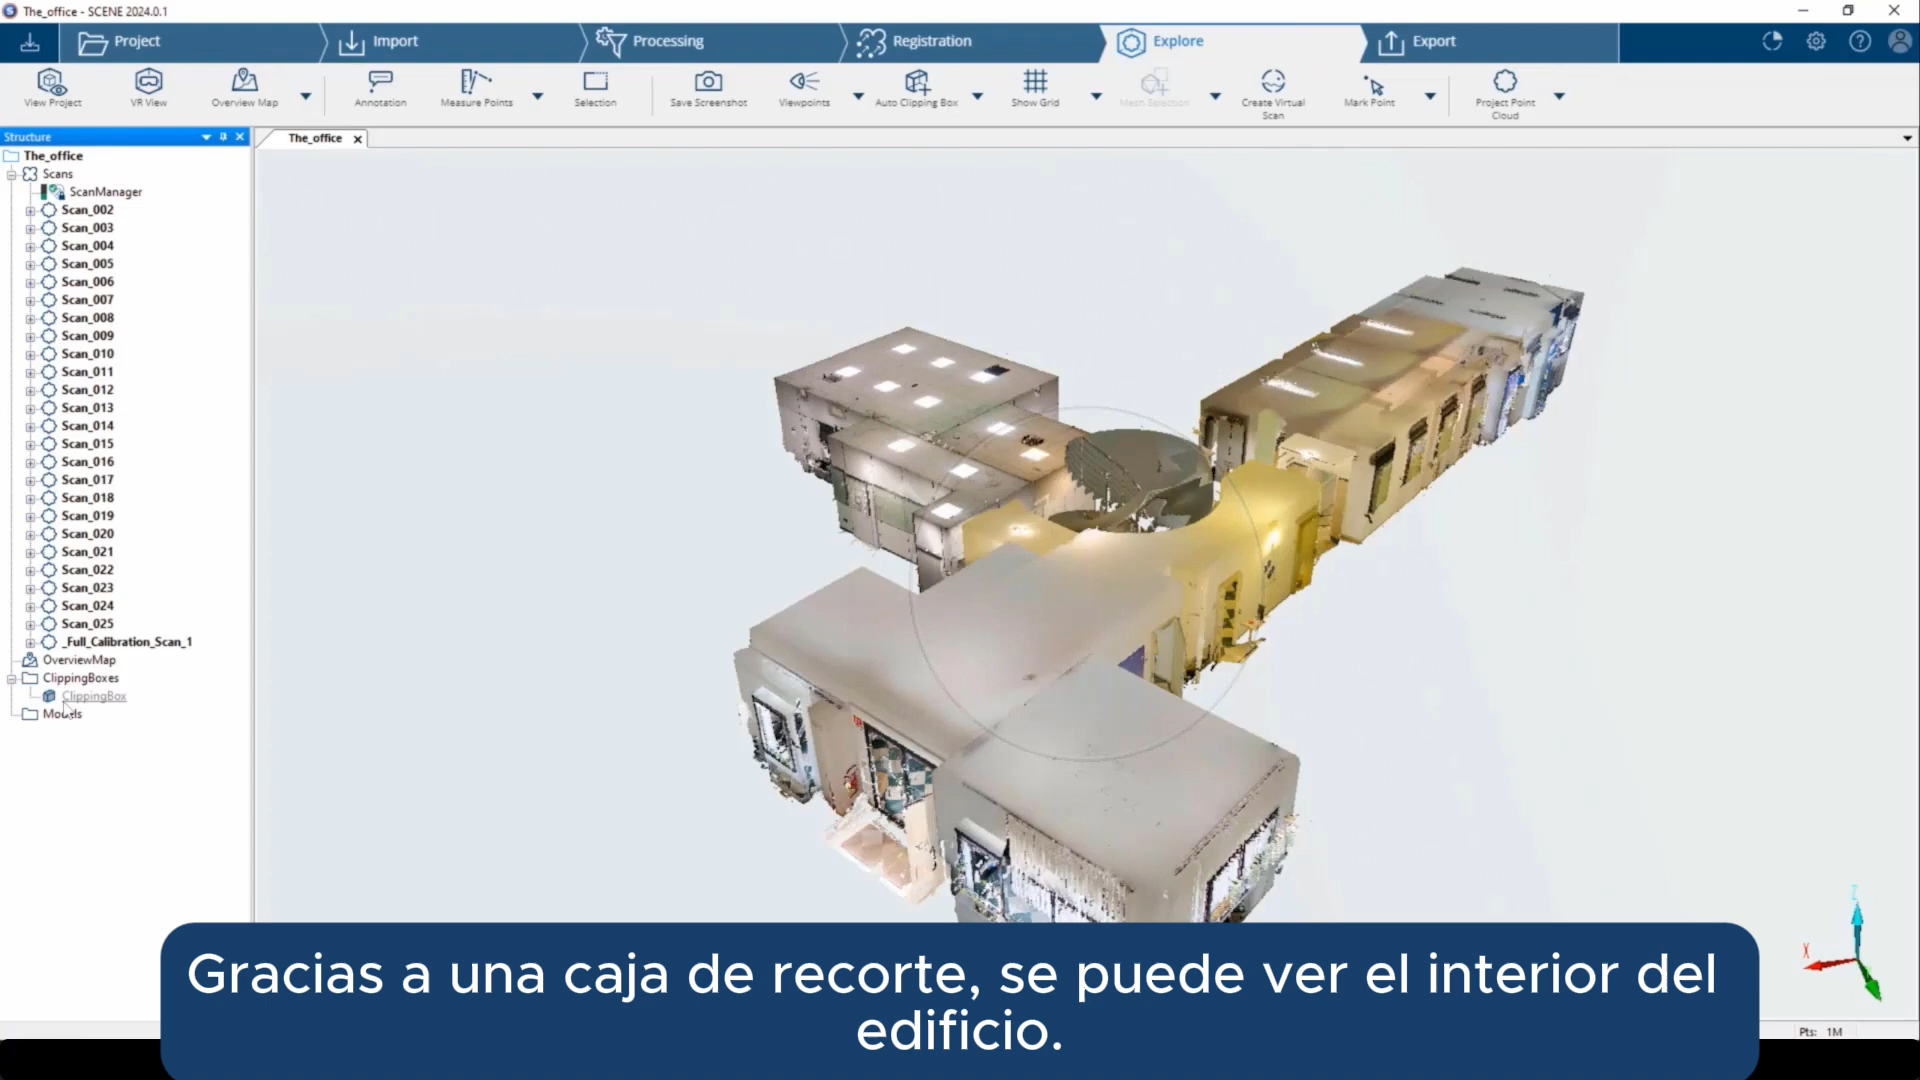 The_office - SCENE 2024.0.1
Project
Import
Processing
Registration
Explore
Export
View Project
VR View
Overview Map
Annotation
Measure Points
Selection
Save Screenshot
Viewpoints
Auto Clipping Box
Show Grid
Mesh Selection
Create Virtual
Scan
Mark Point
Project Point
Cloud
Structure
The_office
The_office
Scans
ScanManager
Scan_002
Scan_003
Scan_004
Scan_005
Scan_006
Scan_007
Scan_008
Scan_009
Scan_010
Scan_011
Scan_012
Scan_013
Scan_014
Scan_015
Scan_016
Scan_017
Scan_018
Scan_019
Scan_020
Scan_021
Scan_022
Scan_023
Scan_024
Scan_025
_Full_Calibration_Scan_1
OverviewMap
ClippingBoxes
ClippingBox
Models
Z
X
Gracias a una caja de recorte, se puede ver el interior del
edificio.
Pts: 1M